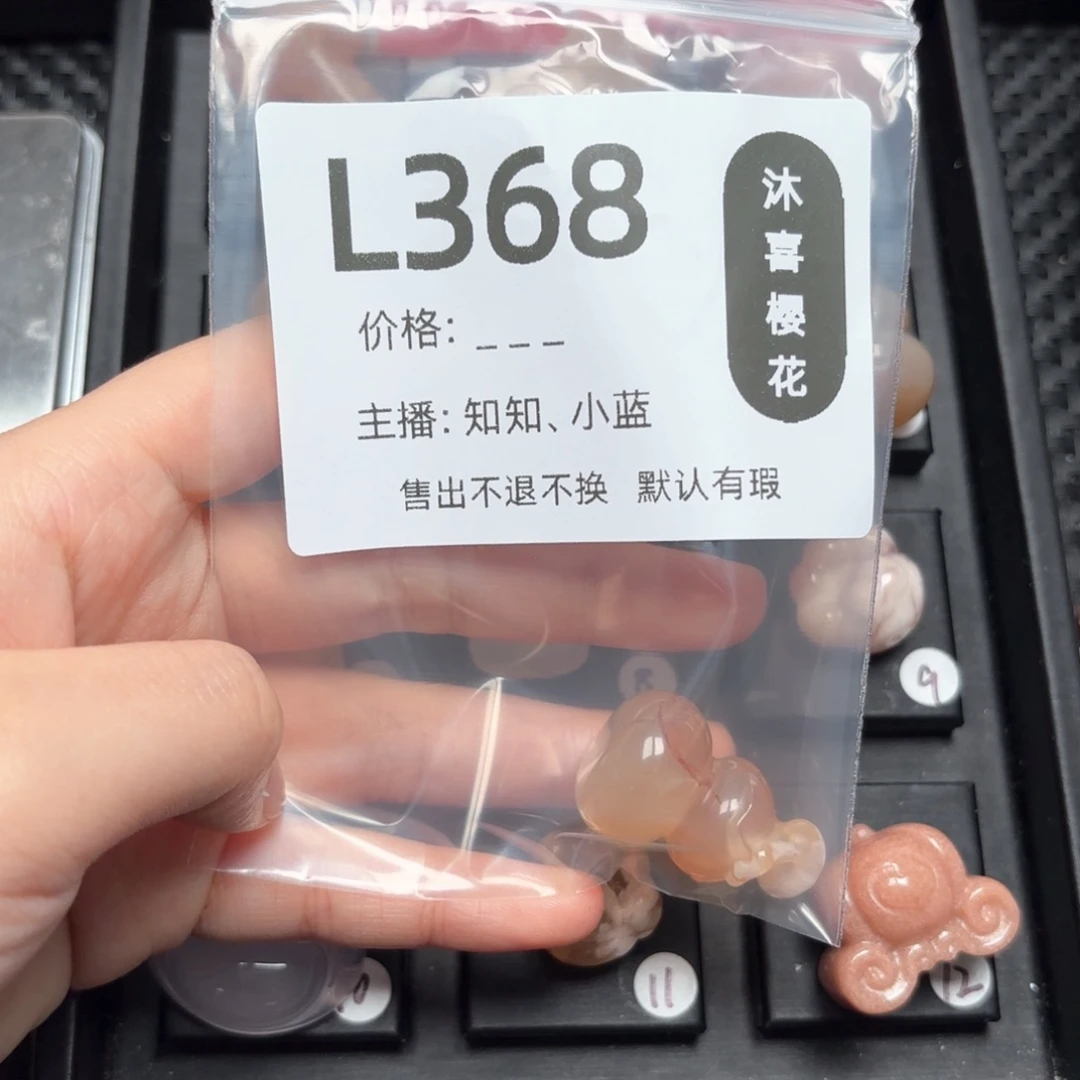 L368
沐喜樱花
价格: _ _ _
主播: 知知、小蓝
售出不退不换 默认有瑕
9
11
12